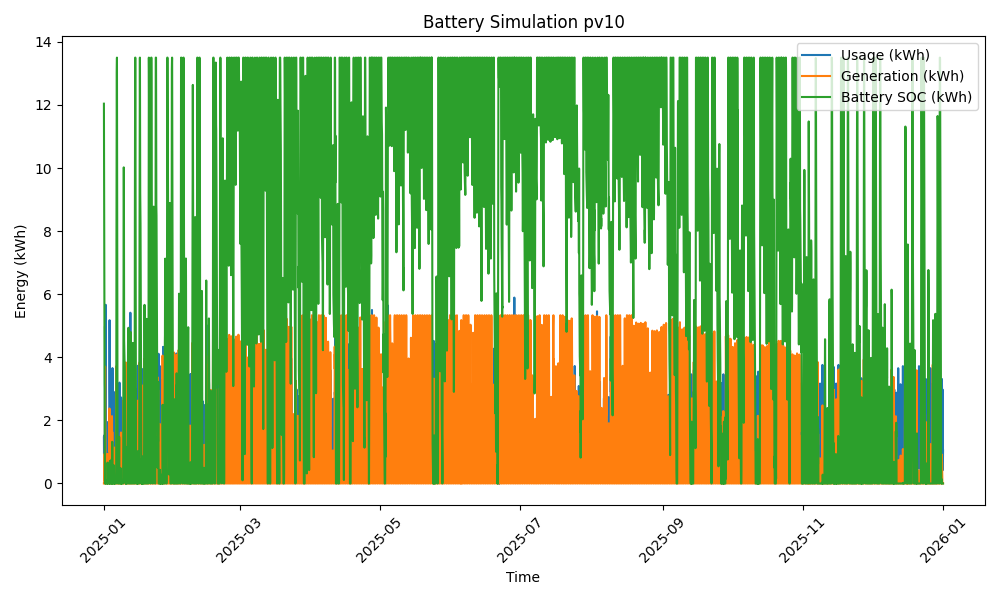 Battery Simulation pv10
Usage (kWh)
Generation (kWh)
Battery SOC (kWh)
Energy (kWh)
14
12
10
8
6
4
2
0
2025-01
2025-03
2025-05
2025-07
2025-09
2025-11
2026-01
Time